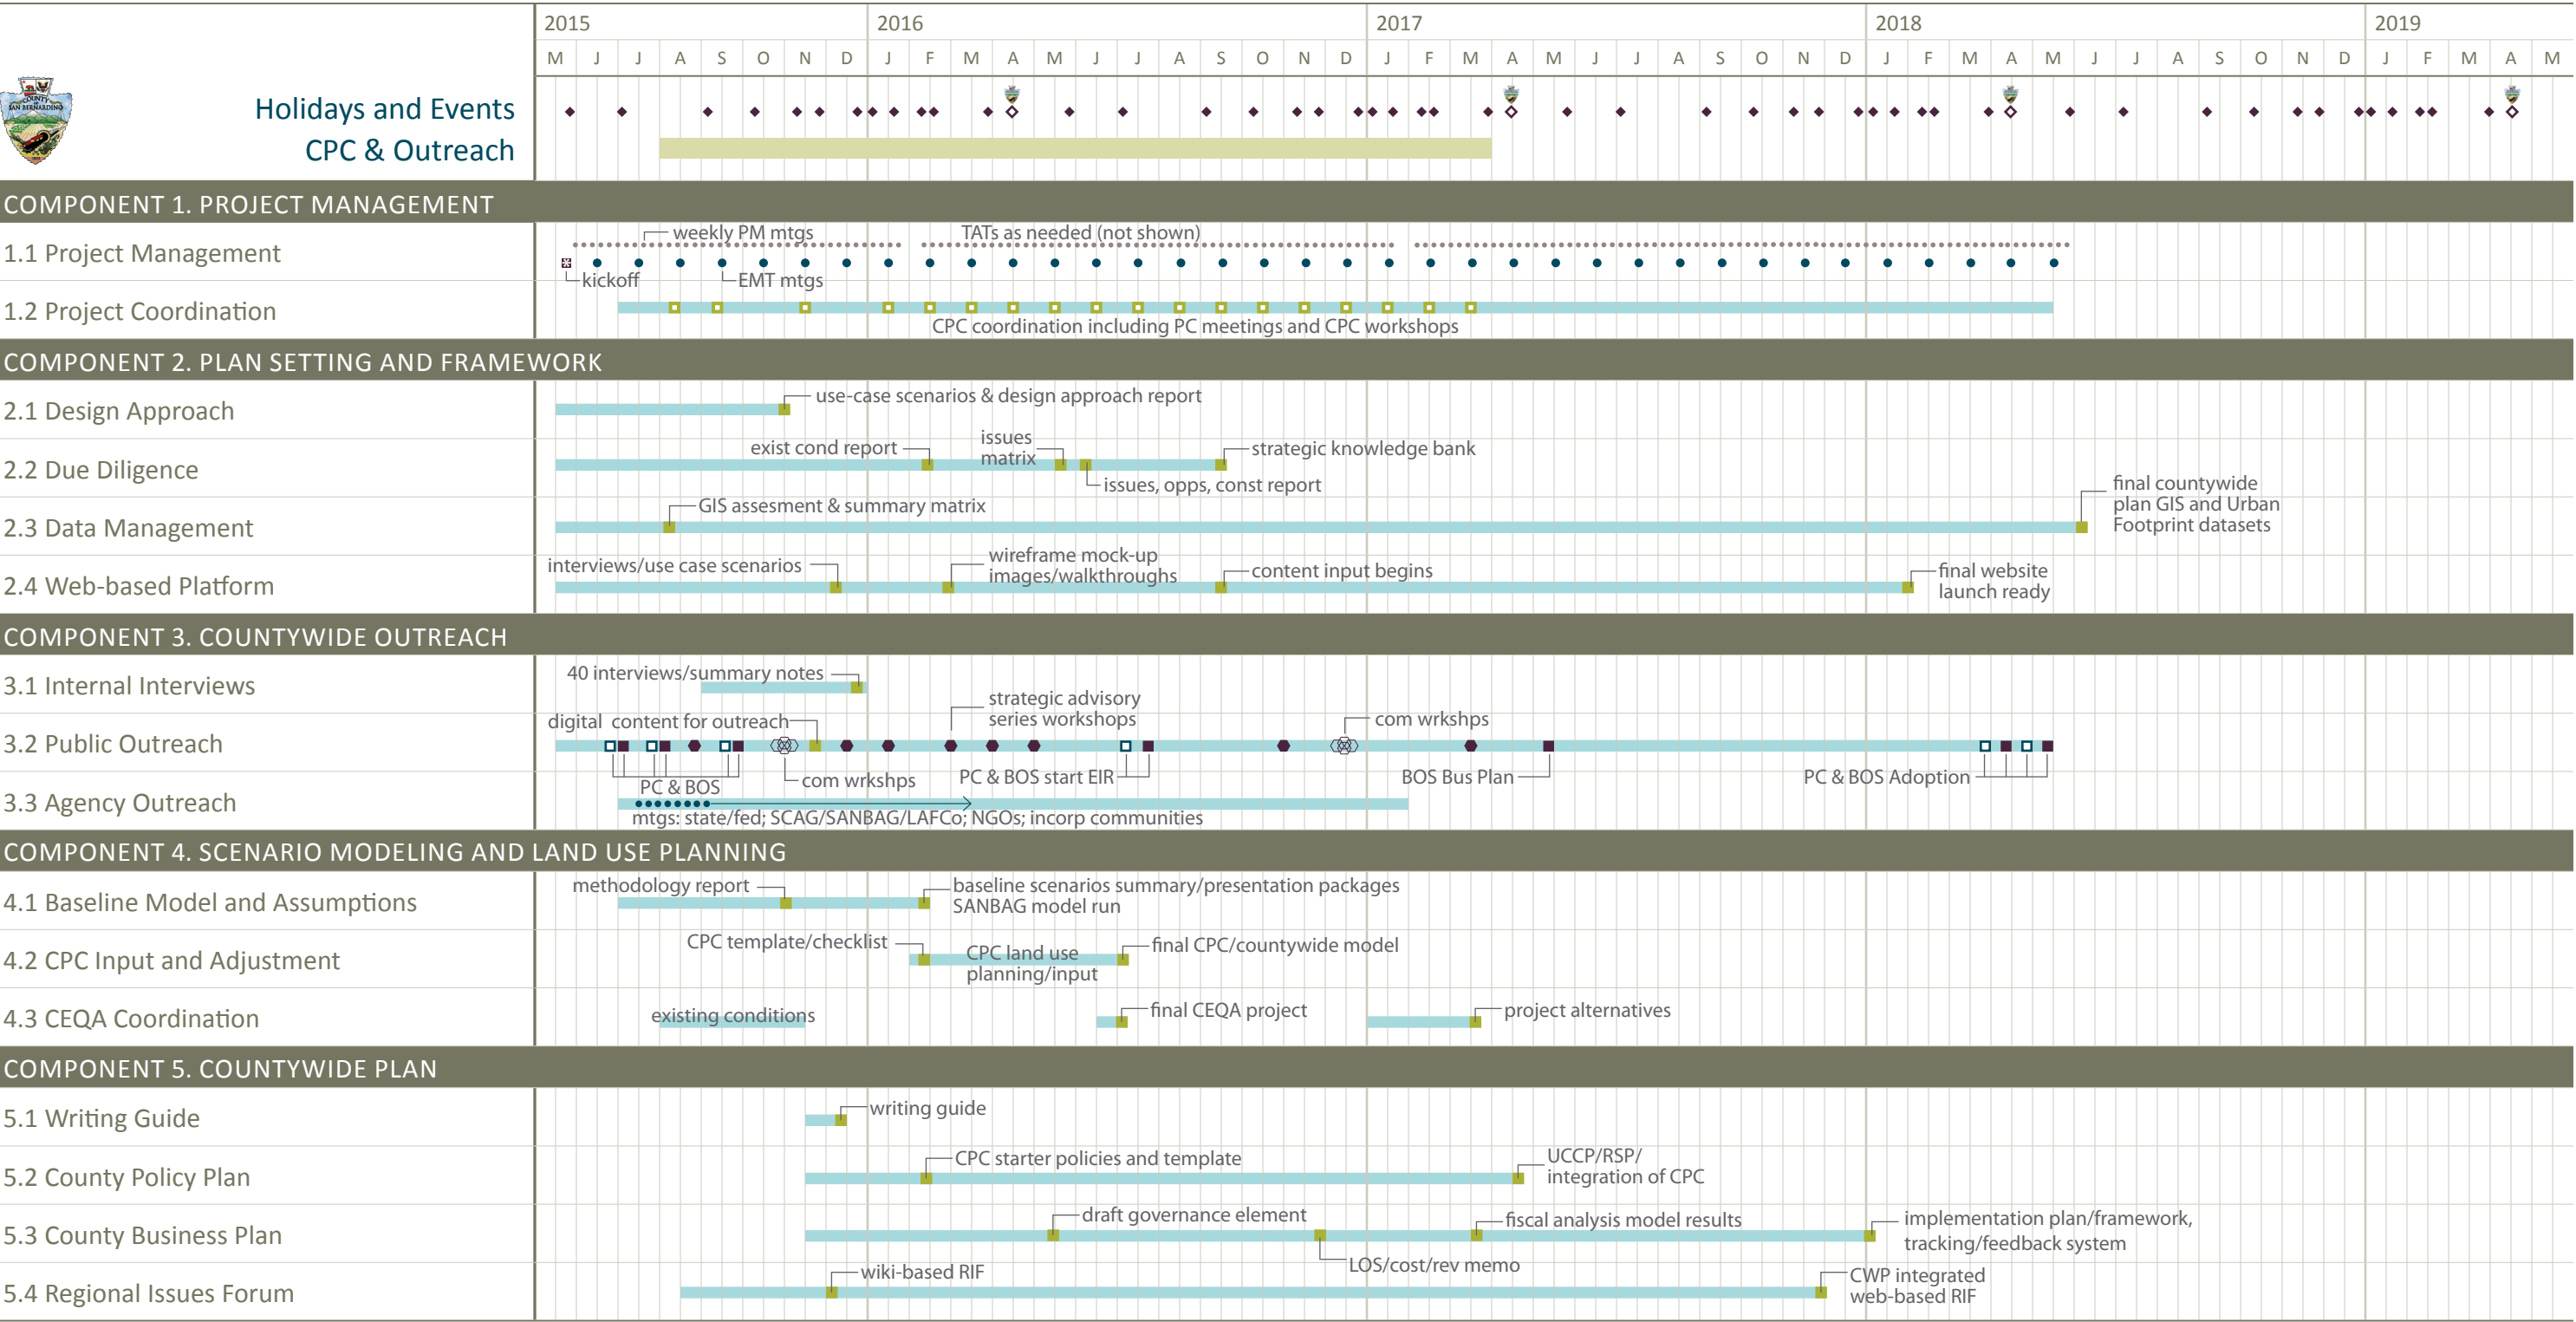 2015 2016 2017 2018 2019
M J J A S O N D J F M A M J J A S O N D J F M A M J J A S O N D J F M A M J J A S O N D J F M A M
COUNTY
SAN BERNARDINO
Holidays and Events
CPC & Outreach
COMPONENT 1. PROJECT MANAGEMENT
1.1 Project Management
weekly PM mtgs
TATs as needed (not shown)
kickoff
EMT mtgs
1.2 Project Coordination
CPC coordination including PC meetings and CPC workshops
COMPONENT 2. PLAN SETTING AND FRAMEWORK
2.1 Design Approach
use-case scenarios & design approach report
2.2 Due Diligence
exist cond report
issues
matrix
issues, opps, const report
strategic knowledge bank
2.3 Data Management
GIS assesment & summary matrix
final countywide
plan GIS and Urban
Footprint datasets
2.4 Web-based Platform
interviews/use case scenarios
wireframe mock-up
images/walkthroughs
content input begins
final website
launch ready
COMPONENT 3. COUNTYWIDE OUTREACH
3.1 Internal Interviews
40 interviews/summary notes
3.2 Public Outreach
digital content for outreach
strategic advisory
series workshops
com wrkshps
PC & BOS
com wrkshps
PC & BOS start EIR
BOS Bus Plan
PC & BOS Adoption
3.3 Agency Outreach
mtgs: state/fed; SCAG/SANBAG/LAFCo; NGOs; incorp communities
COMPONENT 4. SCENARIO MODELING AND LAND USE PLANNING
4.1 Baseline Model and Assumptions
methodology report
baseline scenarios summary/presentation packages
SANBAG model run
4.2 CPC Input and Adjustment
CPC template/checklist
CPC land use
planning/input
final CPC/countywide model
4.3 CEQA Coordination
existing conditions
final CEQA project
project alternatives
COMPONENT 5. COUNTYWIDE PLAN
5.1 Writing Guide
writing guide
5.2 County Policy Plan
CPC starter policies and template
UCCP/RSP/
integration of CPC
5.3 County Business Plan
draft governance element
LOS/cost/rev memo
fiscal analysis model results
implementation plan/framework,
tracking/feedback system
5.4 Regional Issues Forum
wiki-based RIF
CWP integrated
web-based RIF